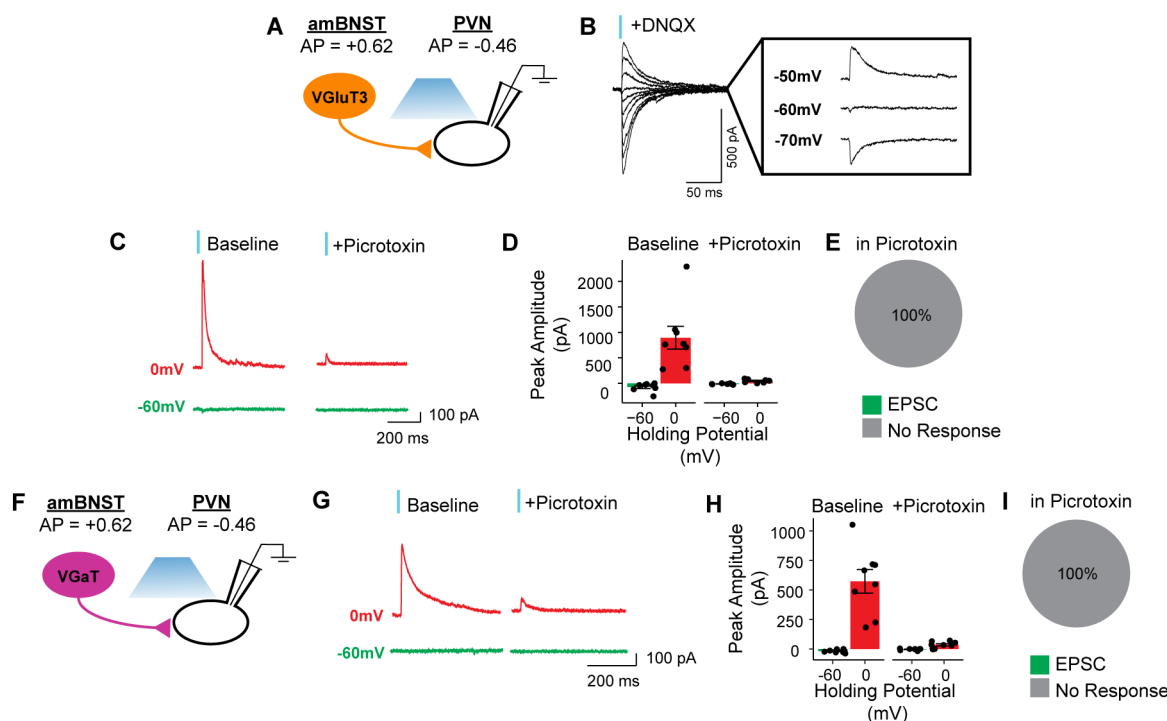 A
amBNST
AP = +0.62
PVN
AP = -0.46
VGluT3
B
+DNQX
-50mV
-60mV
-70mV
500 pA
50 ms
C
Baseline
+Picrotoxin
0mV
-60mV
100 pA
200 ms
D
Baseline +Picrotoxin
Peak Amplitude
(pA)
2000
1500
1000
500
0
−60 0 −60 0
Holding Potential
(mV)
E
in Picrotoxin
100%
EPSC
No Response
F
amBNST
AP = +0.62
PVN
AP = -0.46
VGaT
G
Baseline
+Picrotoxin
0mV
-60mV
100 pA
200 ms
H
Baseline +Picrotoxin
Peak Amplitude
(pA)
1000
750
500
250
0
-60 0 -60 0
Holding Potential
(mV)
I
in Picrotoxin
100%
EPSC
No Response